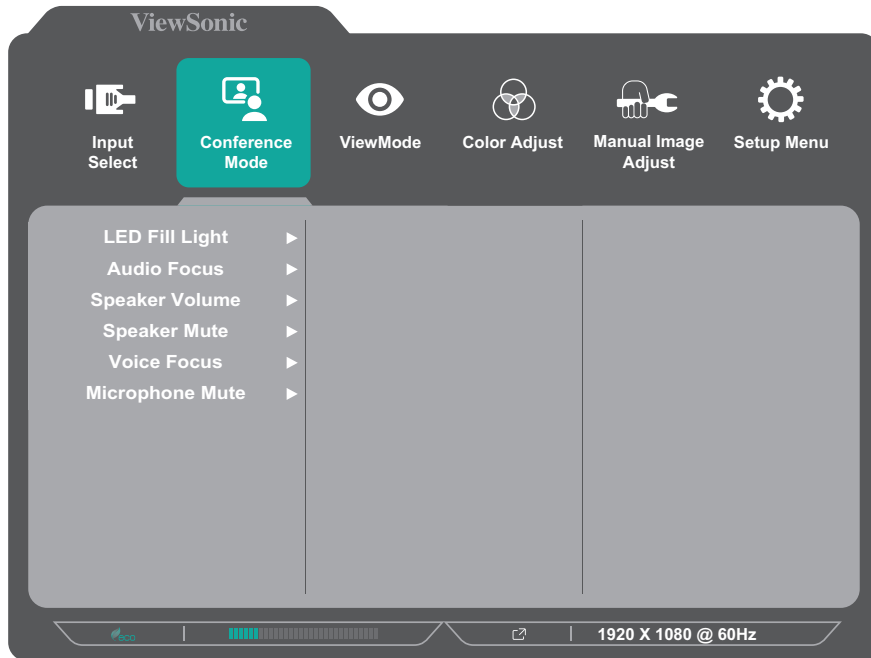 ViewSonic
Input
Select
Conference
Mode
ViewMode
Color Adjust
Manual Image
Adjust
Setup Menu
LED Fill Light
Audio Focus
Speaker Volume
Speaker Mute
Voice Focus
Microphone Mute
eco
1920 X 1080 @ 60Hz